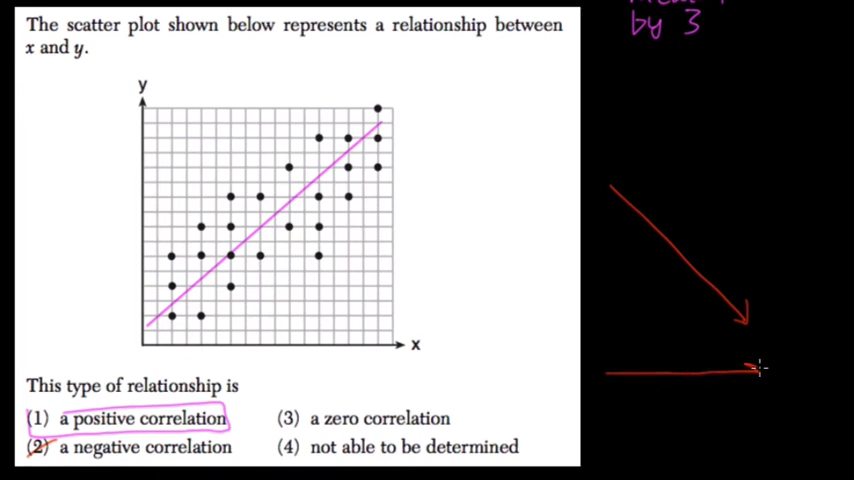 The scatter plot shown below represents a relationship between
x and y.
by 3
y
x
This type of relationship is
(1) a positive correlation
(3) a zero correlation
(2) a negative correlation
(4) not able to be determined